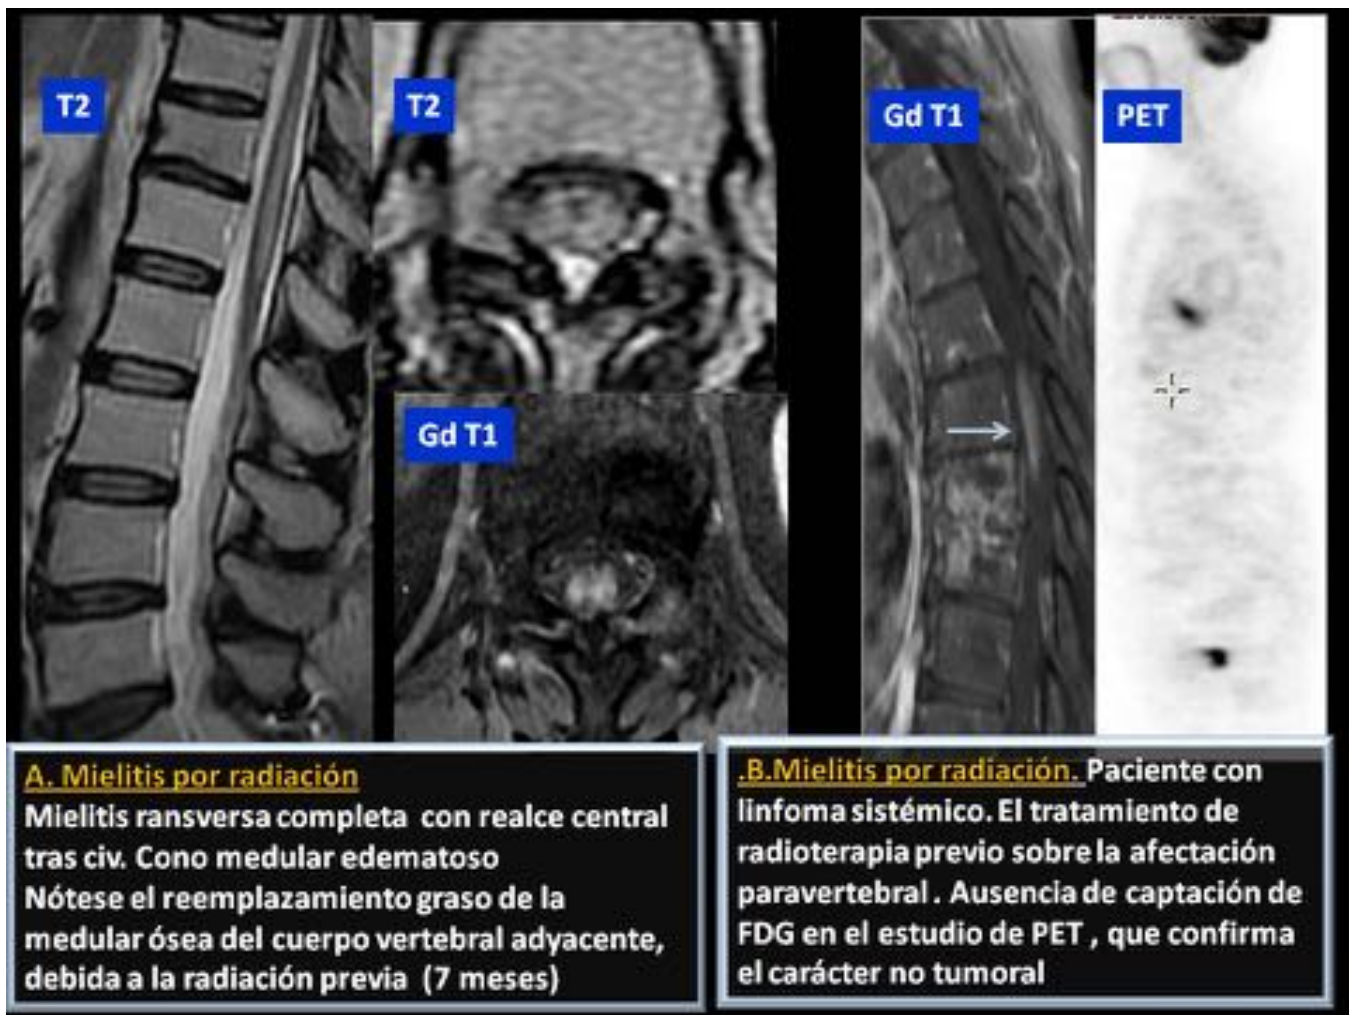 T2
T2
Gd T1
Gd T1
PET
A. Mielitis por radiación
Mielitis ransversa completa con realce central
tras civ. Cono medular edematoso
Nótese el reemplazamiento graso de la
medular ósea del cuerpo vertebral adyacente,
debida a la radiación previa (7 meses)
.B.Mielitis por radiación. Paciente con
linfoma sistémico. El tratamiento de
radioterapia previo sobre la afectación
paravertebral . Ausencia de captación de
FDG en el estudio de PET , que confirma
el carácter no tumoral